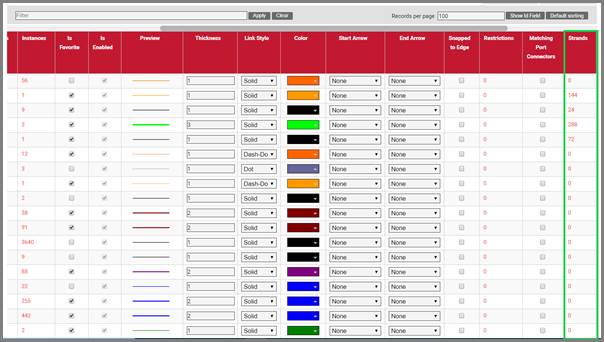 Filter Apply Clear Records per page: 100 Show Id Field Default sorting
Instances Is Favorite Is Enabled Preview Thickness Link Style Color Start Arrow End Arrow Snapped to Edge Restrictions Matching Port Connectors Strands
56 1 Solid None None 0 0
1 1 Solid None None 0 144
9 1 Solid None None 0 24
3 Solid None None 0 288
1 1 Solid None None 0 72
13 1 Dash-Do None None 0 0
3 1 Dot None None 0 0
1 1 Dash-Do None None 0 0
2 1 Solid None None 0 0
2 Solid None None 0 0
91 2 Solid None None 0 0
3640 1 Solid None None 0 0
9 1 Solid None None 0 0
2 Solid None None 0 0
22 1 Solid None None 0 0
255 2 Solid None None 0 0
442 2 Solid None None 0 0
2 1 Solid None None 0 0